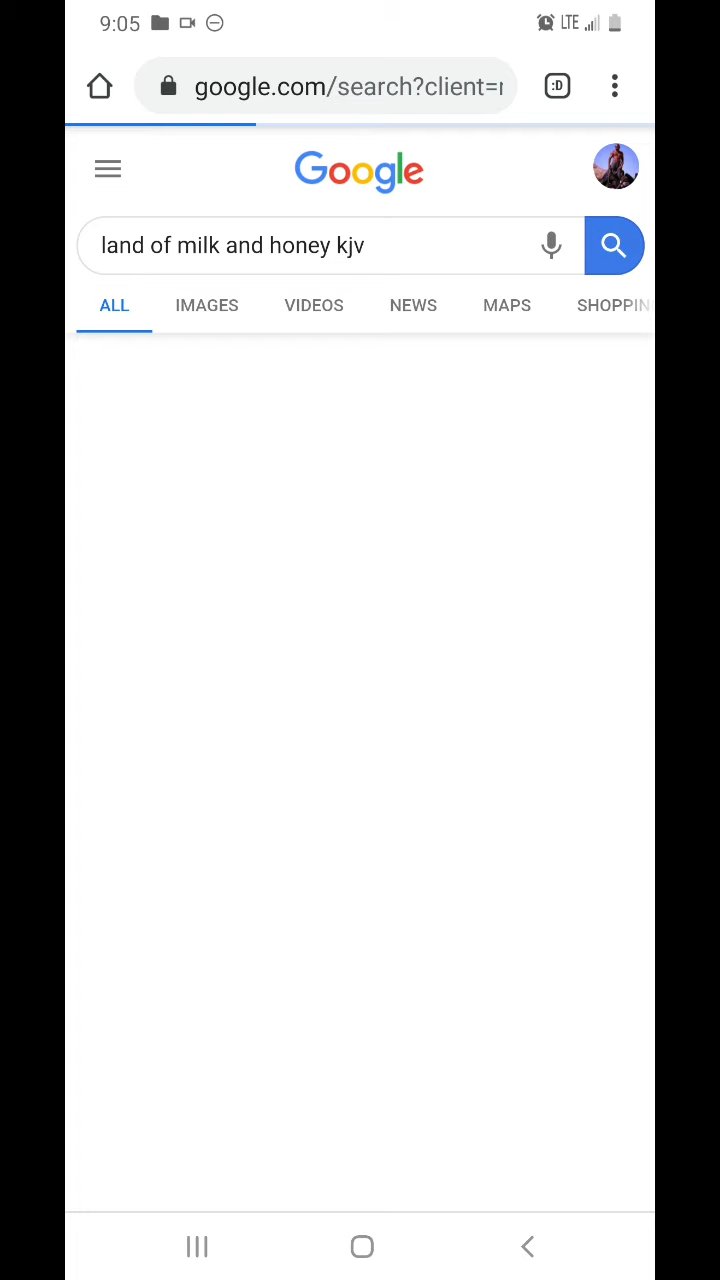 9:05 LTE
google.com/search?client=
:D
Google
land of milk and honey kjv
ALL IMAGES VIDEOS NEWS MAPS SHOPPIN